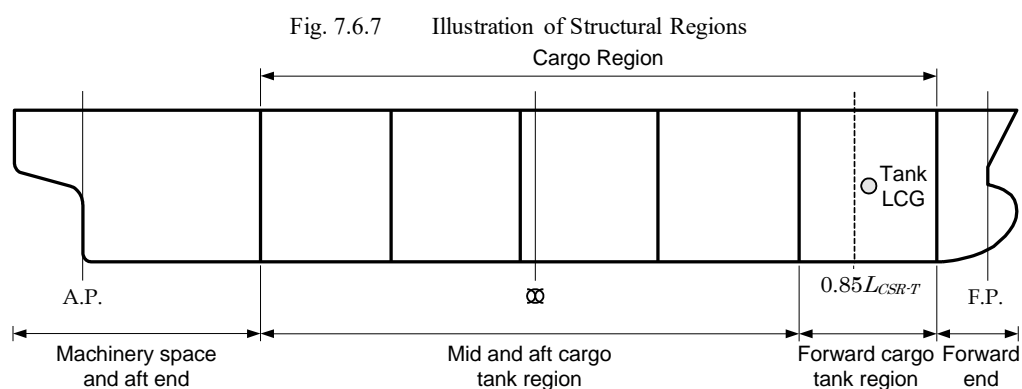 Fig. 7.6.7 Illustration of Structural Regions
Cargo Region
Tank
LCG
A.P.
0.85L_CSR-T
F.P.
Machinery space
and aft end
Mid and aft cargo
tank region
Forward cargo
tank region
Forward
end